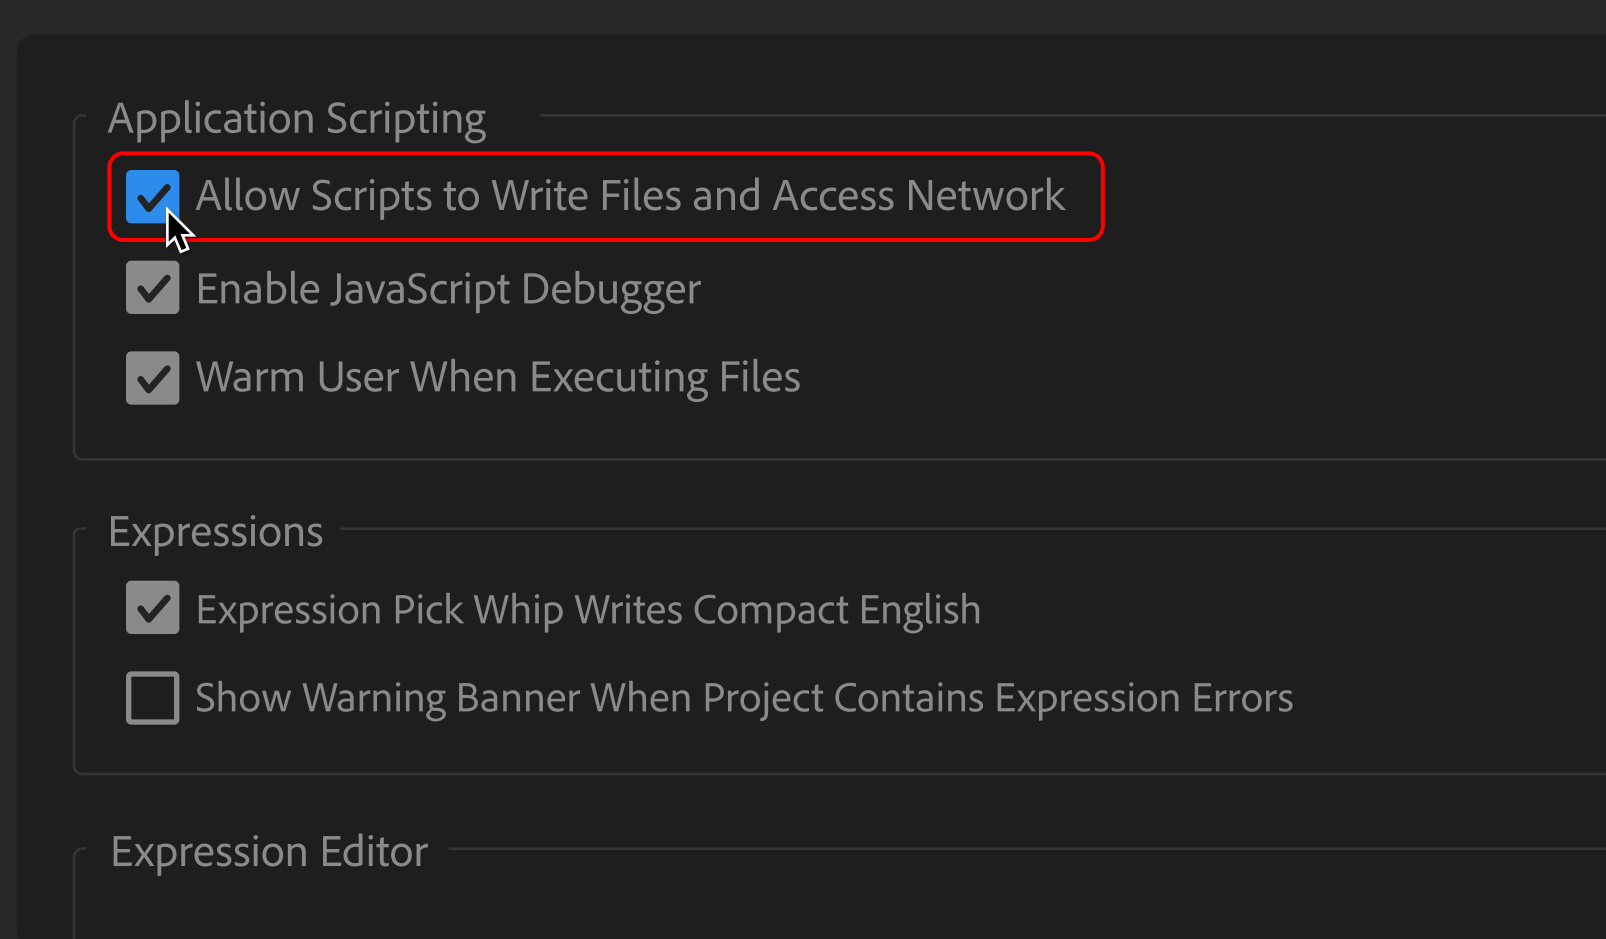 Application Scripting
Allow Scripts to Write Files and Access Network
Enable JavaScript Debugger
Warm User When Executing Files
Expressions
Expression Pick Whip Writes Compact English
Show Warning Banner When Project Contains Expression Errors
Expression Editor